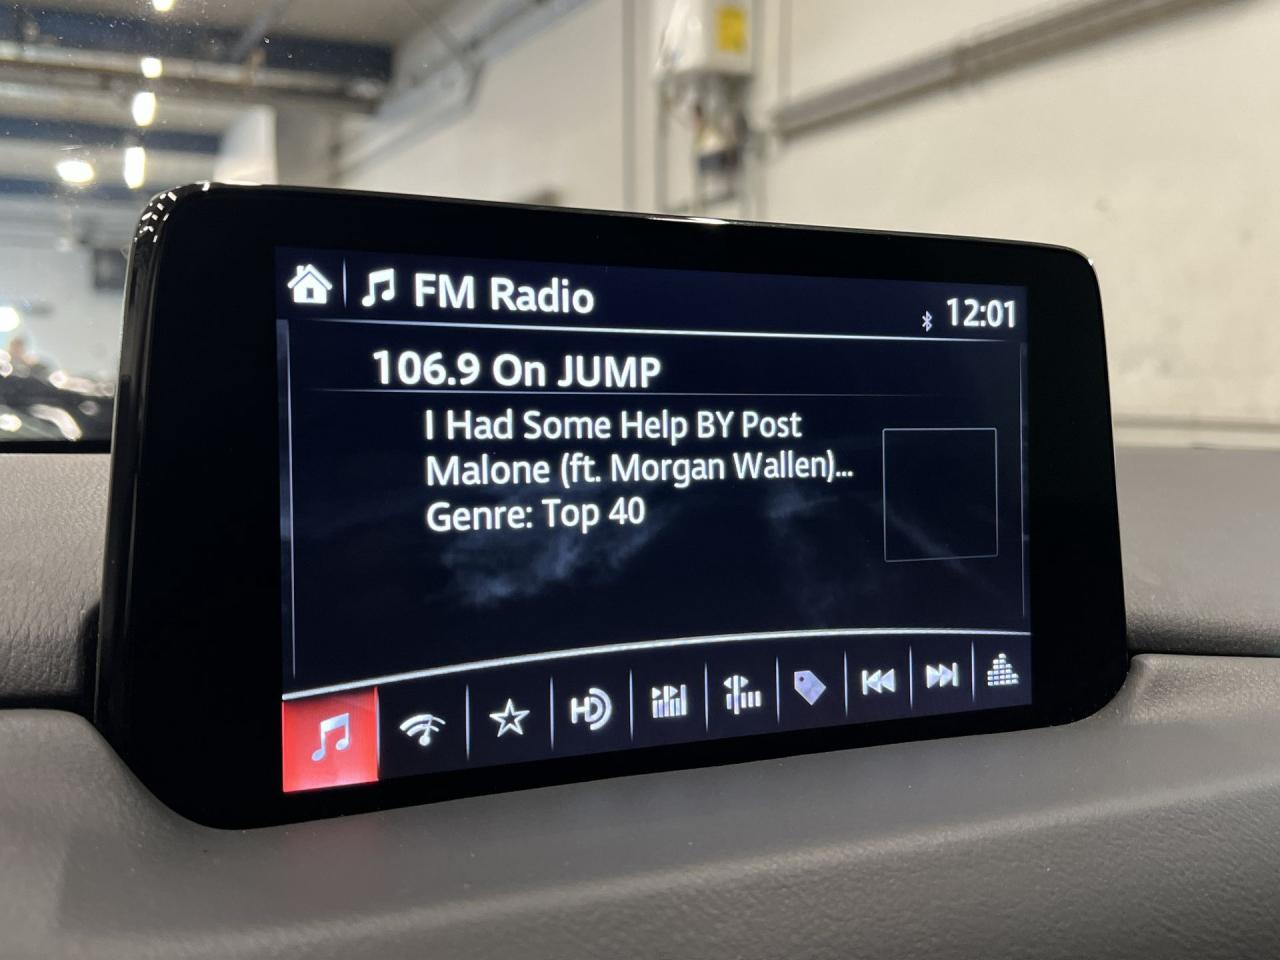 FM Radio
12:01
106.9 On JUMP
I Had Some Help BY Post
Malone (ft. Morgan Wallen)...
Genre: Top 40
HD